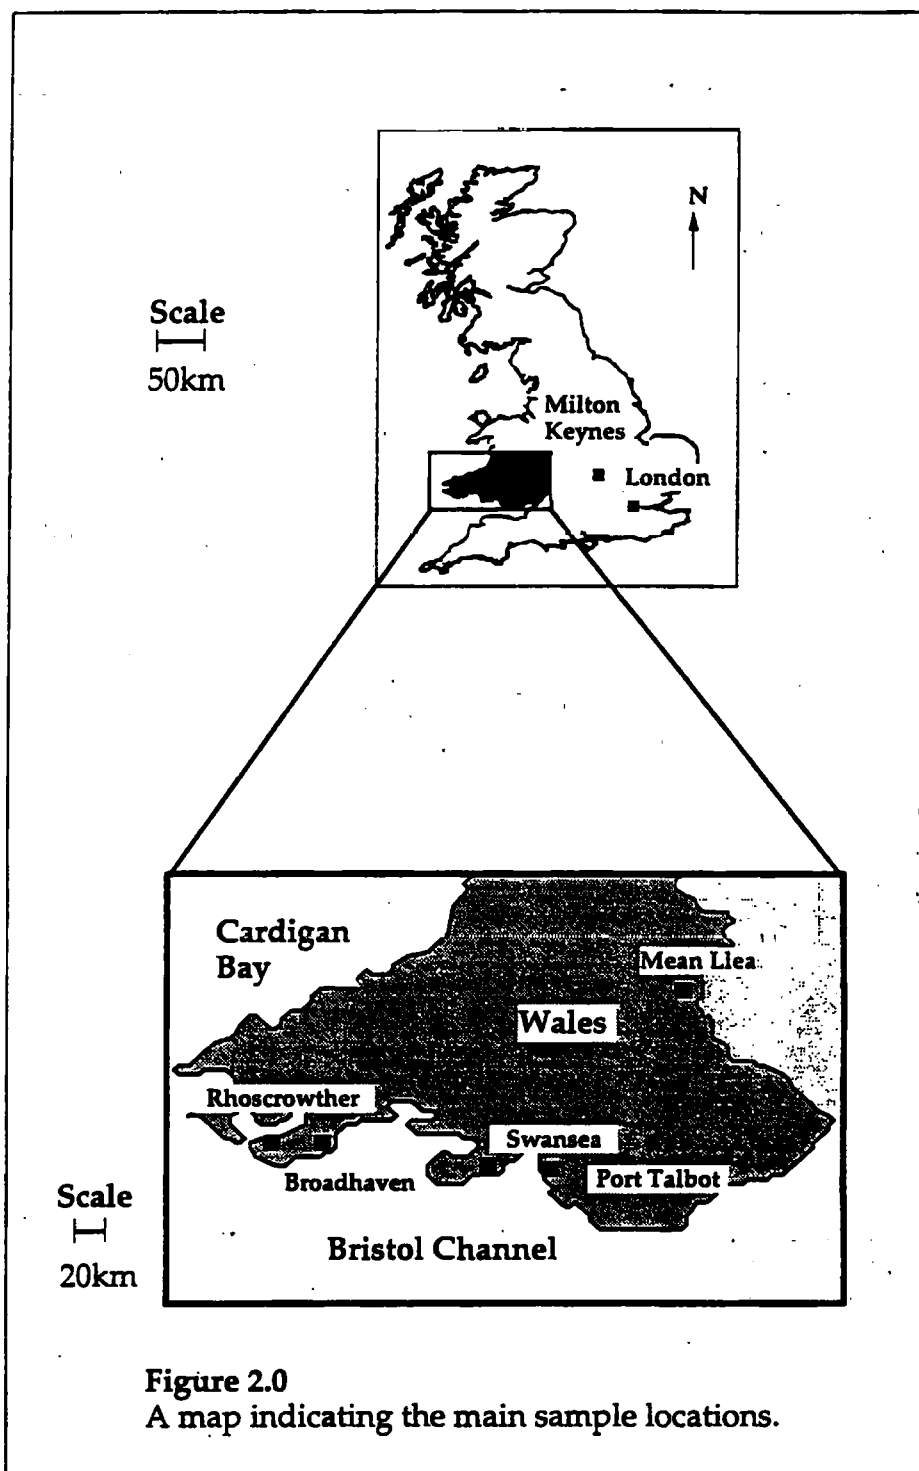 N
Scale
50km
Milton
Keynes
London
Cardigan
Bay
Mean Llea
Wales
Rhoscrowther
Swansea
Broadhaven
Port Talbot
Scale
20km
Bristol Channel
Figure 2.0
A map indicating the main sample locations.